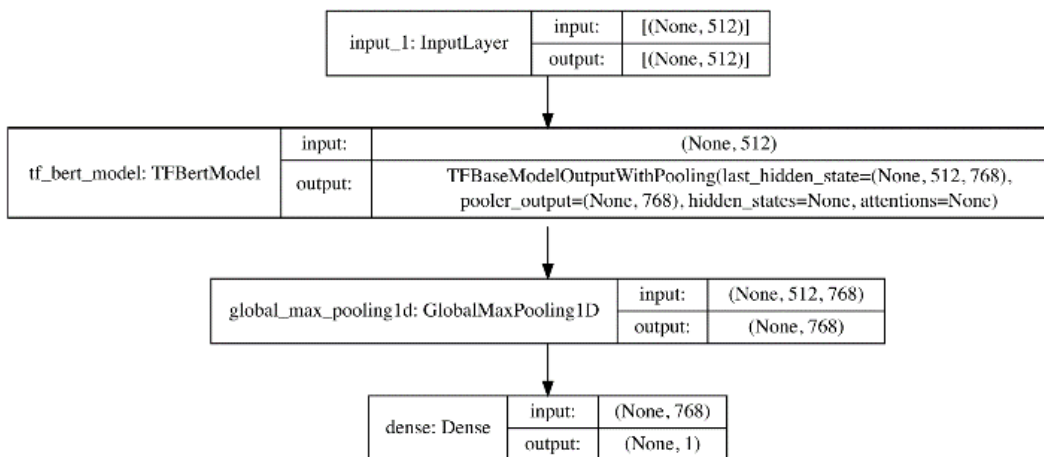 input_1: InputLayer
input: [(None, 512)]
output: [(None, 512)]
tf_bert_model: TFBertModel
input: (None, 512)
output: TFBaseModelOutputWithPooling(last_hidden_state=(None, 512, 768),
pooler_output=(None, 768), hidden_states=None, attentions=None)
global_max_pooling1d: GlobalMaxPooling1D
input: (None, 512, 768)
output: (None, 768)
dense: Dense
input: (None, 768)
output: (None, 1)